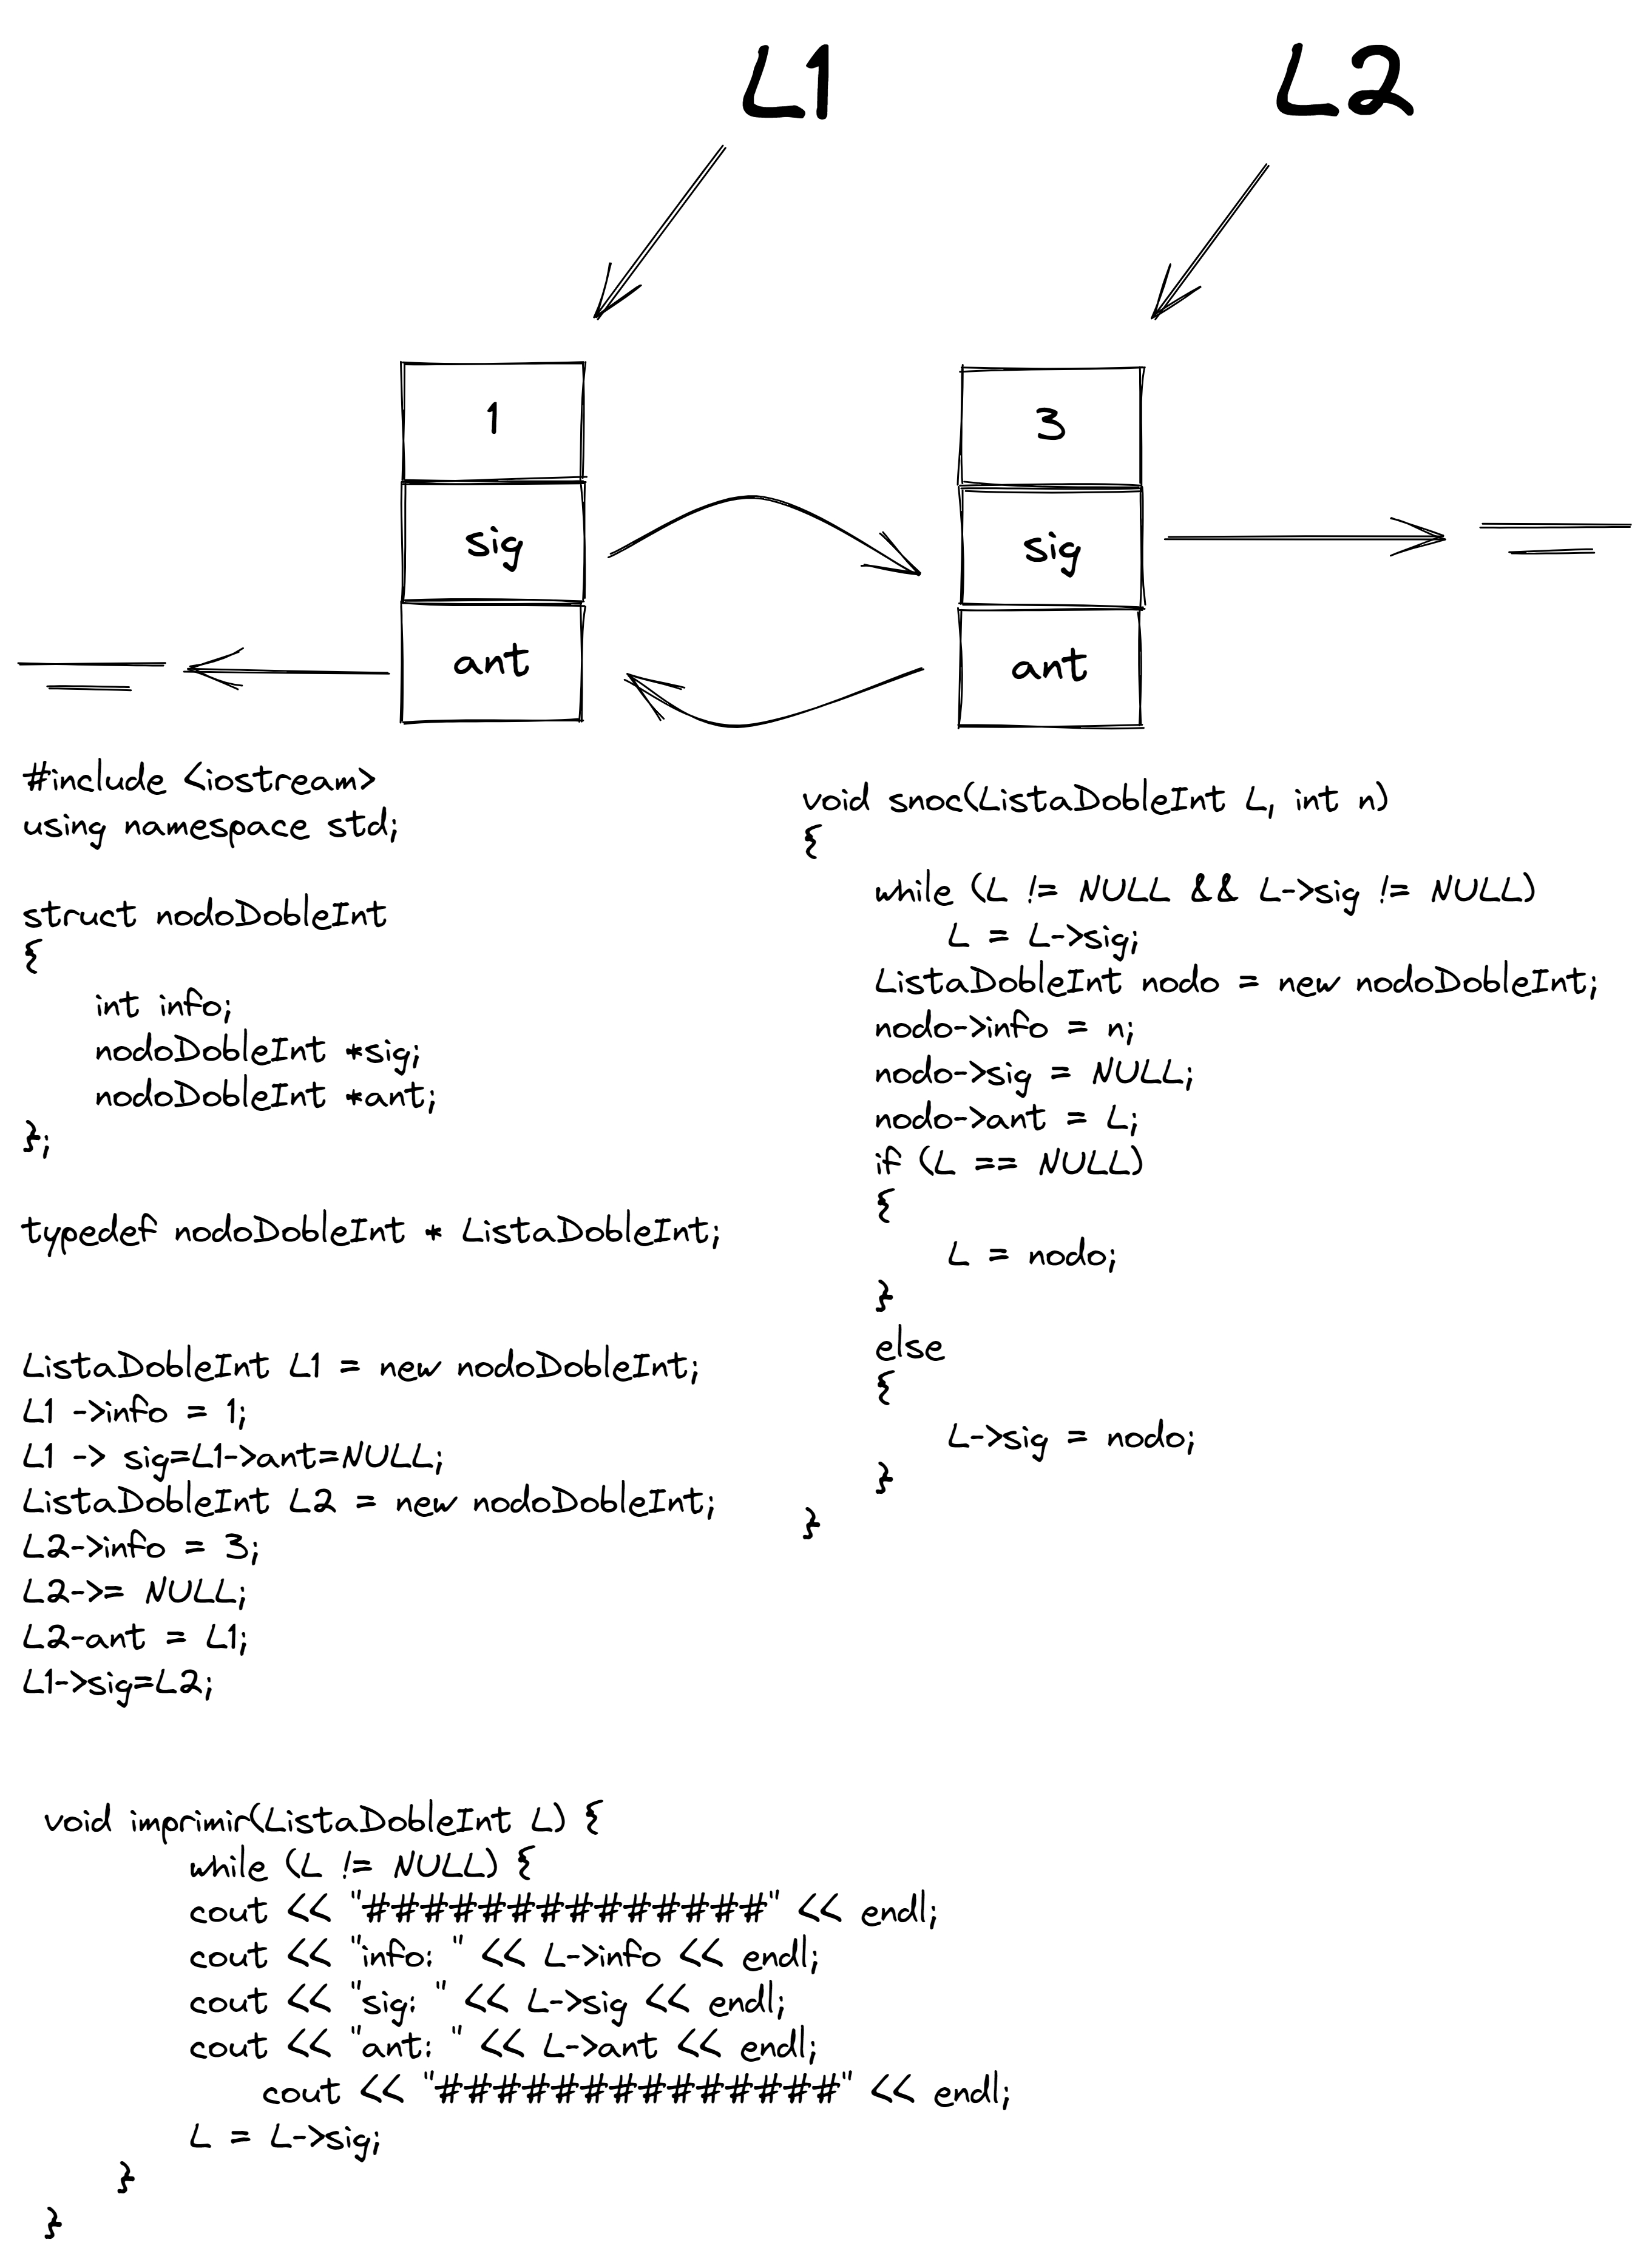 L1
L2
1
3
sig
sig
ant
ant
#include <iostream>
using namespace std;
struct nodoDobleInt
{
int info;
nodoDobleInt *sig;
nodoDobleInt *ant;
};
typedef nodoDobleInt * ListaDobleInt;
ListaDobleInt L1 = new nodoDobleInt;
L1 ->info = 1;
L1 -> sig=L1->ant=NULL;
ListaDobleInt L2 = new nodoDobleInt;
L2->info = 3;
L2->= NULL;
L2-ant = L1;
L1->sig=L2;
void snoc(ListaDobleInt L, int n)
{
while (L != NULL && L->sig != NULL)
L = L->sig;
ListaDobleInt nodo = new nodoDobleInt;
nodo->info = n;
nodo->sig = NULL;
nodo->ant = L;
if (L == NULL)
{
L = nodo;
}
else
{
L->sig = nodo;
}
}
void imprimir(ListaDobleInt L) {
while (L != NULL) {
cout << "##############" << endl;
cout << "info: " << L->info << endl;
cout << "sig: " << L->sig << endl;
cout << "ant: " << L->ant << endl;
cout << "##############" << endl;
L = L->sig;
}
}